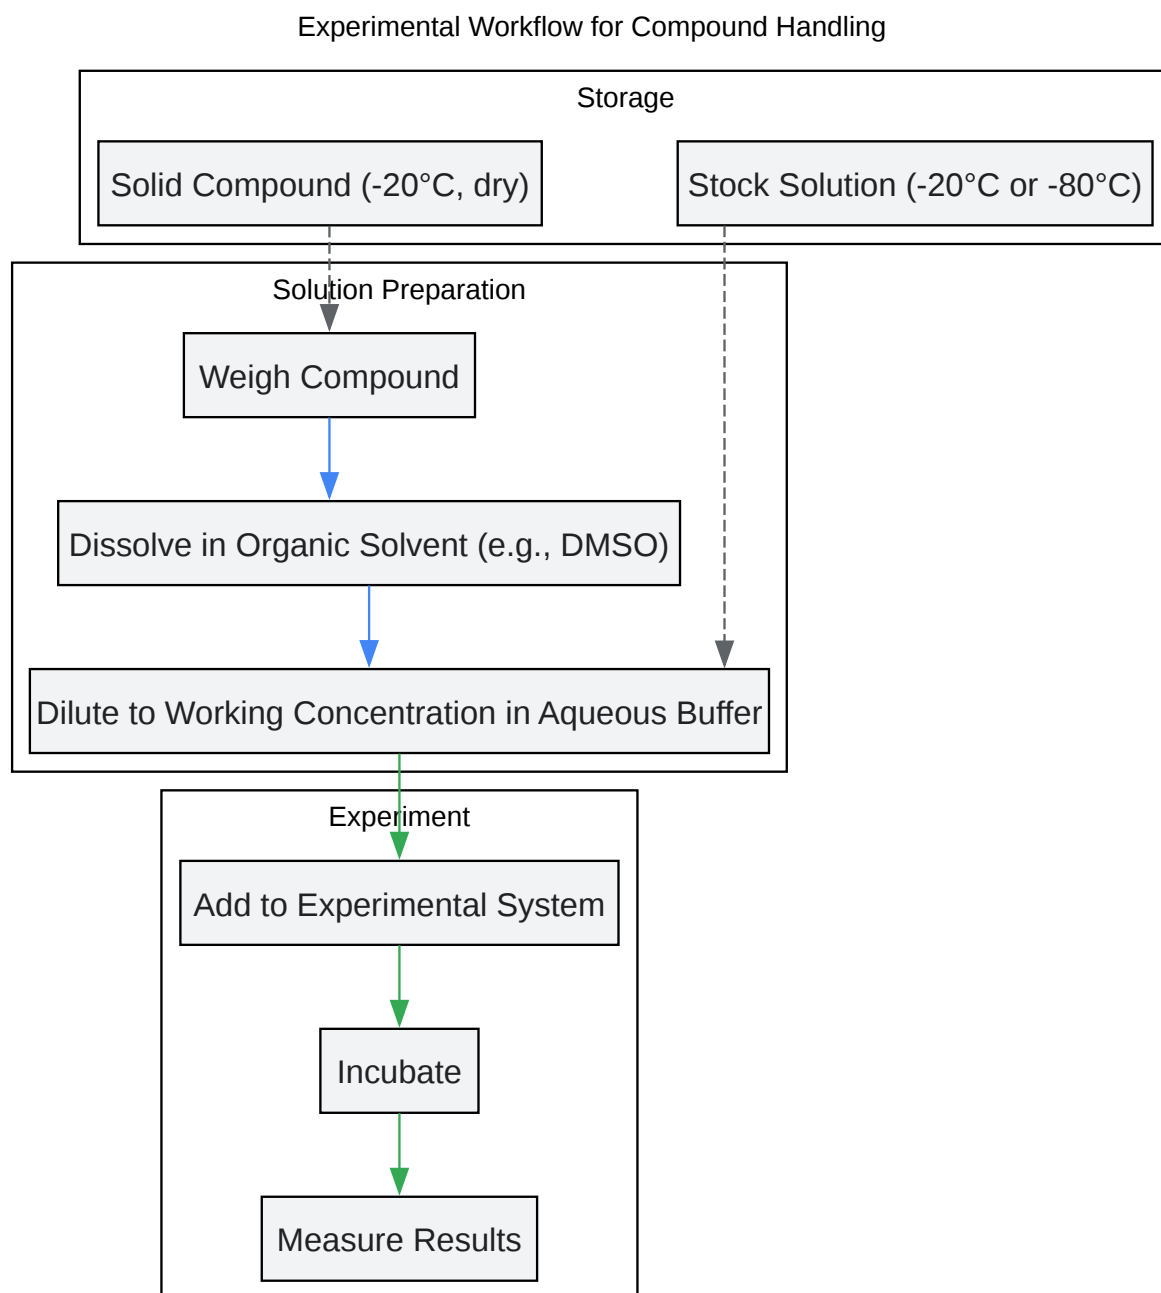 Experimental Workflow for Compound Handling
Storage
Solid Compound (-20°C, dry)
Stock Solution (-20°C or -80°C)
Solution Preparation
Weigh Compound
Dissolve in Organic Solvent (e.g., DMSO)
Dilute to Working Concentration in Aqueous Buffer
Experiment
Add to Experimental System
Incubate
Measure Results